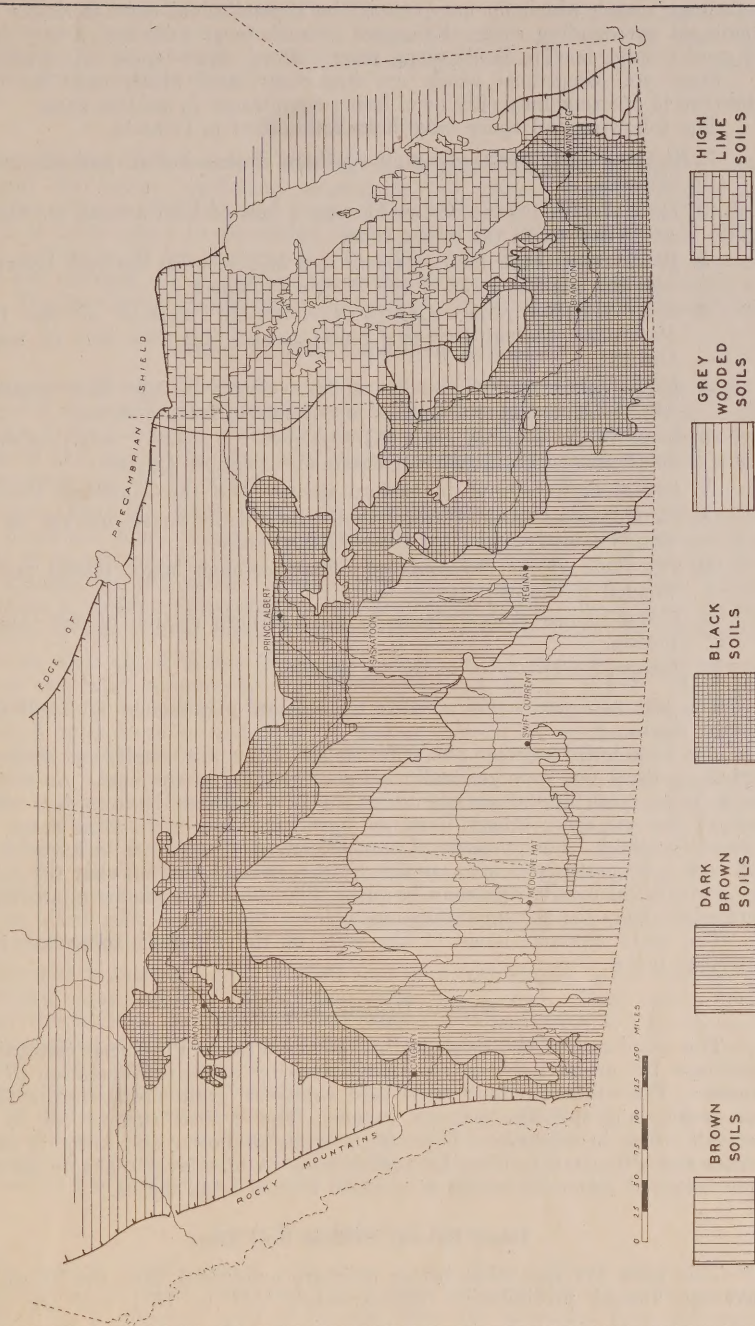 EDGE OF PRECAMBRIAN SHIELD
ROCKY MOUNTAINS
EDMONTON
CALGARY
PRINCE ALBERT
SASKATOON
MEDICINE HAT
SWIFT CURRENT
REGINA
BRANDON
WINNIPEG
0 25 50 75 100 125 150 MILES
BROWN
SOILS
DARK
BROWN
SOILS
BLACK
SOILS
GREY
WOODED
SOILS
HIGH
LIME
SOILS